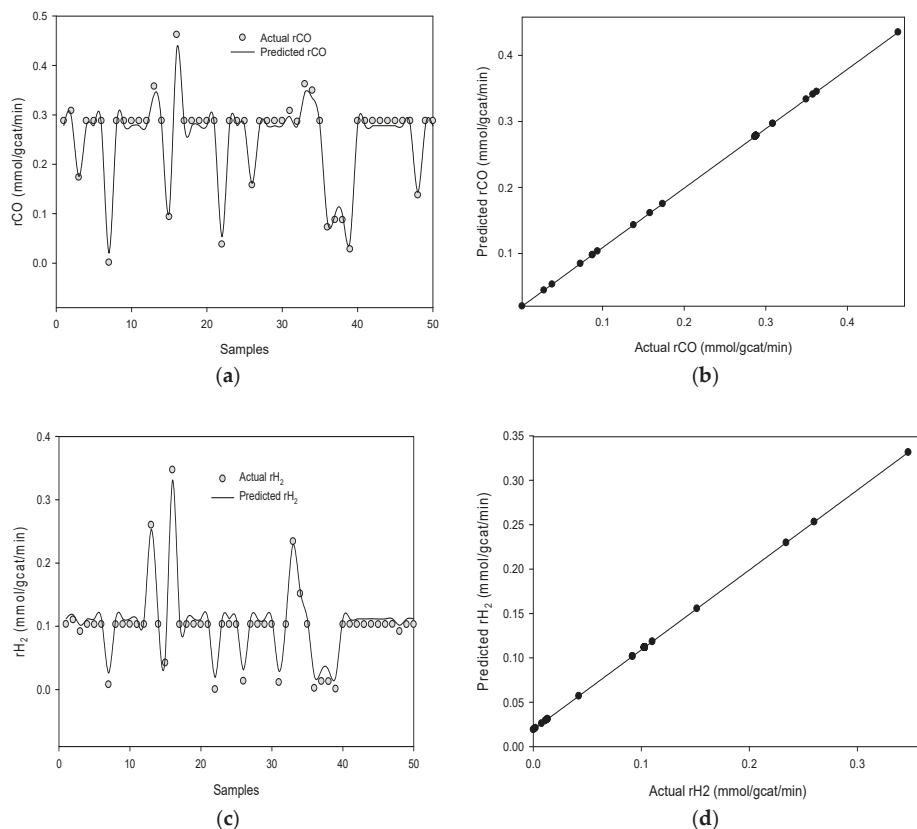 0.5
0.4
0.3
0.2
0.1
0.0
rCO (mmol/gcat/min)
Actual rCO
Predicted rCO
0 10 20 30 40 50
Samples
(a)
0.4
0.3
0.2
0.1
Predicted rCO (mmol/gcat/min)
0.1 0.2 0.3 0.4
Actual rCO (mmol/gcat/min)
(b)
0.4
0.3
0.2
0.1
0.0
rH2 (mmol/gcat/min)
Actual rH2
Predicted rH2
0 10 20 30 40 50
Samples
(c)
0.35
0.30
0.25
0.20
0.15
0.10
0.05
0.00
Predicted rH2 (mmol/gcat/min)
0.0 0.1 0.2 0.3
Actual rH2 (mmol/gcat/min)
(d)